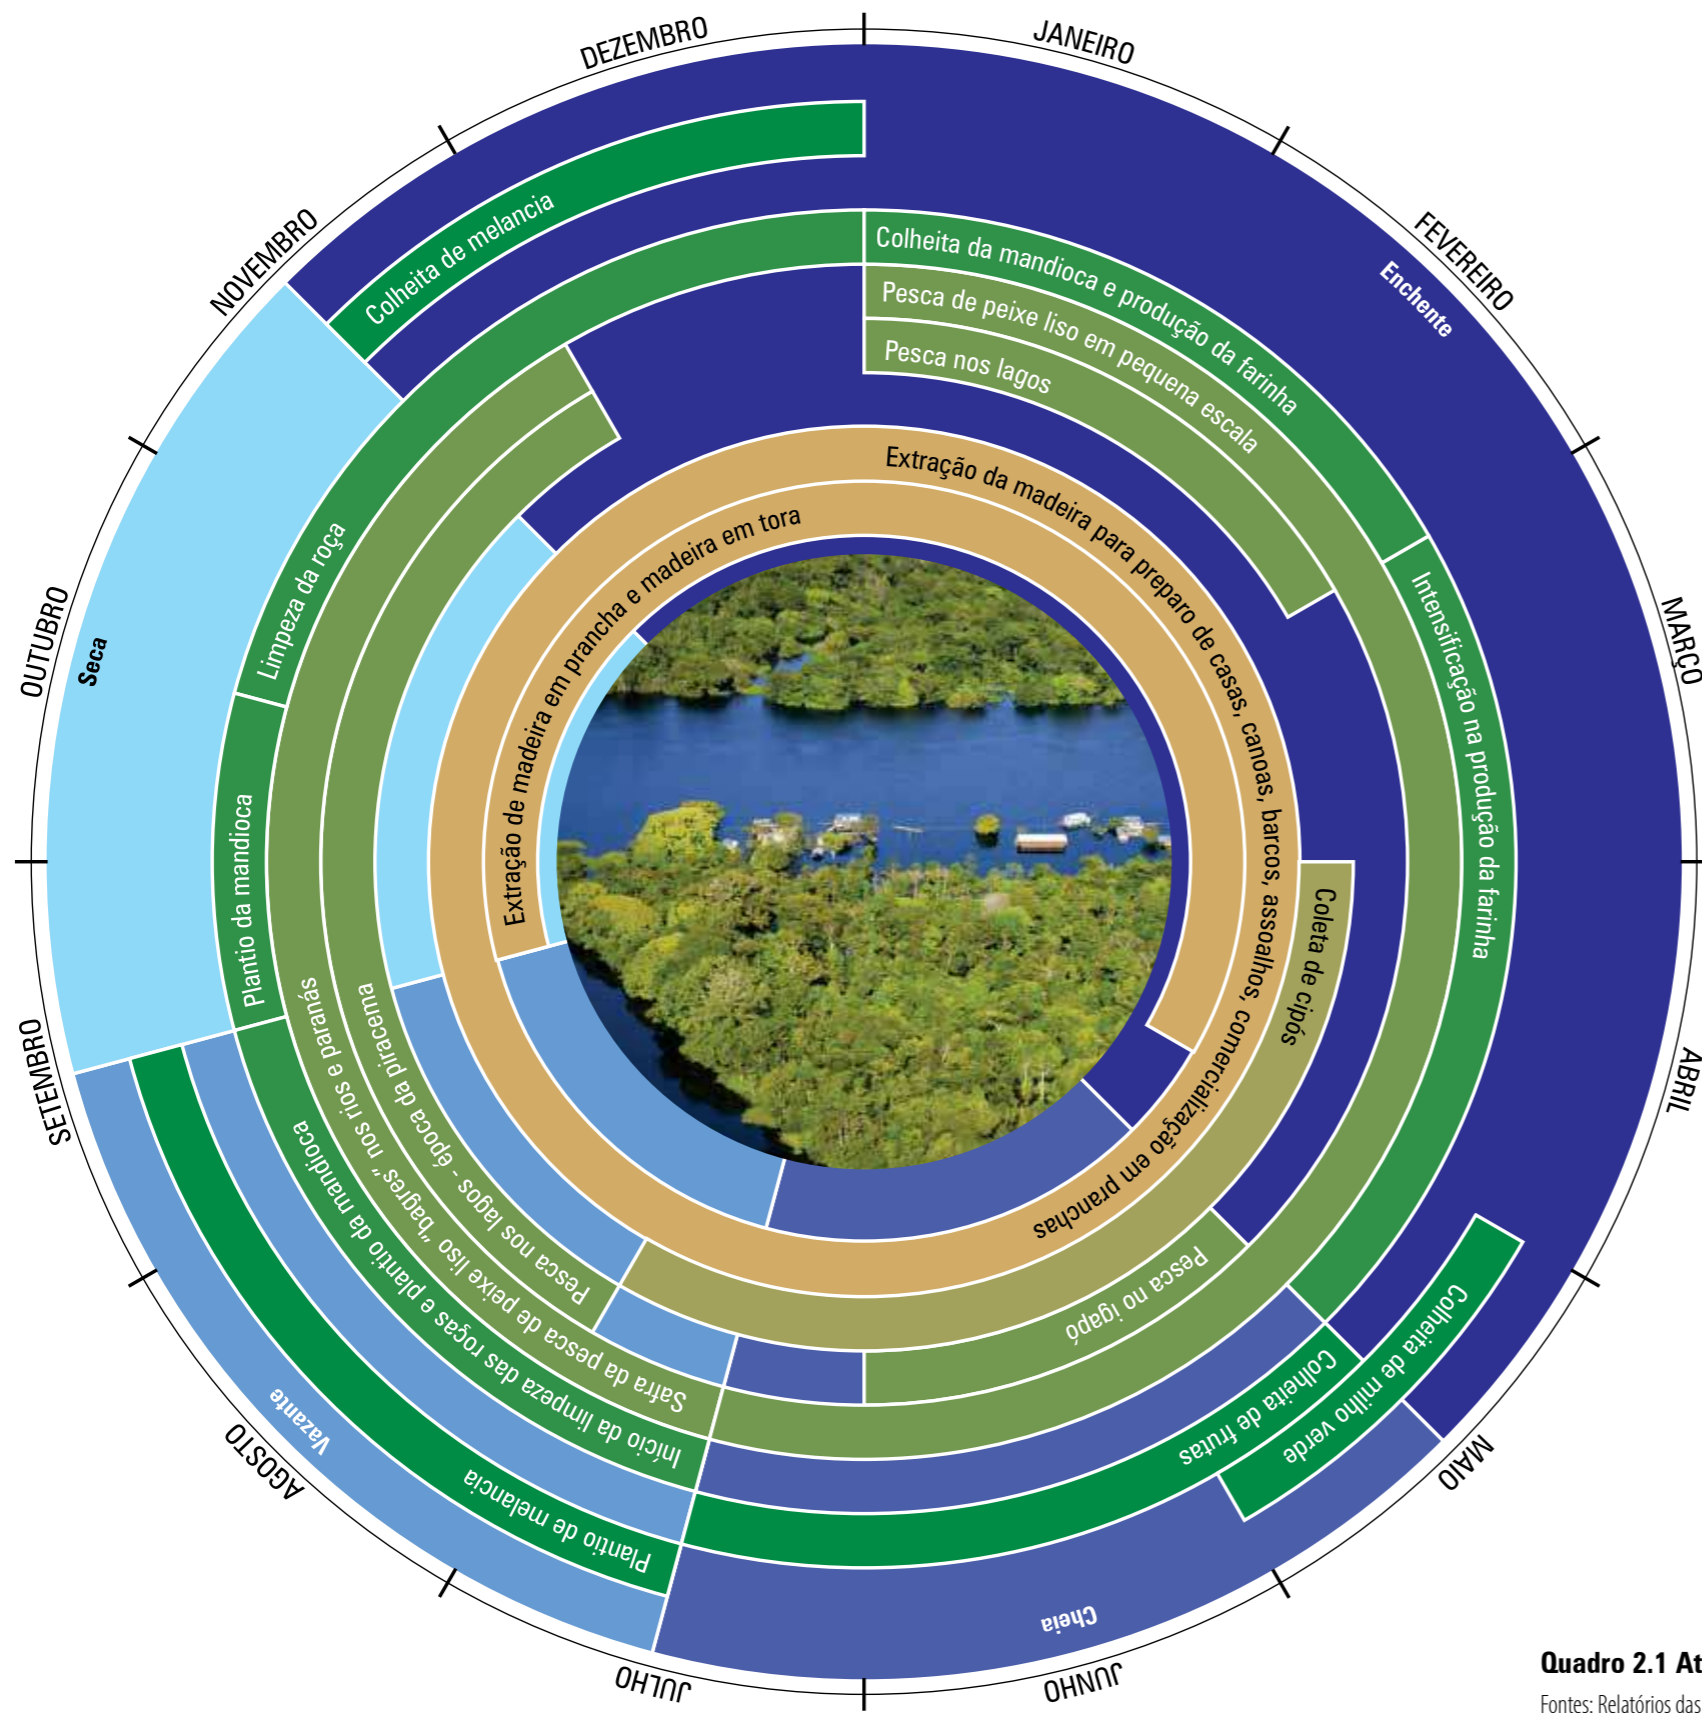 DEZEMBRO
JANEIRO
FEVEREIRO
MARÇO
ABRIL
MAIO
JUNHO
JULHO
AGOSTO
SETEMBRO
OUTUBRO
NOVEMBRO
Enchente
Cheia
Vazante
Seca
Colheita de melancia
Colheita da mandioca e produção da farinha
Pesca de peixe liso em pequena escala
Pesca nos lagos
Extração da madeira para preparo de casas, canoas, barcos, assoalhos, comercialização em pranchas
Extração de madeira em prancha e madeira em tora
Intensificação na produção da farinha
Coleta de cipós
Pesca no igapó
Colheita de milho verde
Colheita de frutas
Plantio de melancia
Início da limpeza das roças e plantio da mandioca
Safra da pesca de peixe liso "bagres" nos rios e paranás
Pesca nos lagos - época da piracema
Plantio da mandioca
Limpeza da roça
Quadro 2.1 At
Fontes: Relatórios das